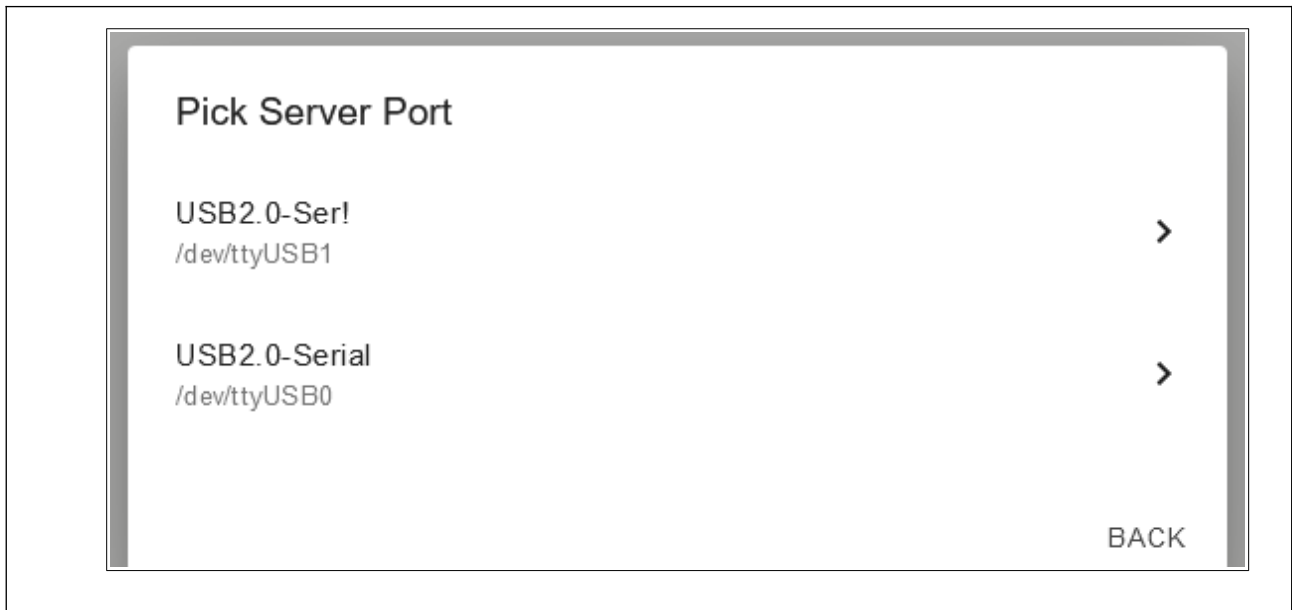 Pick Server Port
USB2.0-Ser!
/dev/ttyUSB1
USB2.0-Serial
/dev/ttyUSB0
BACK